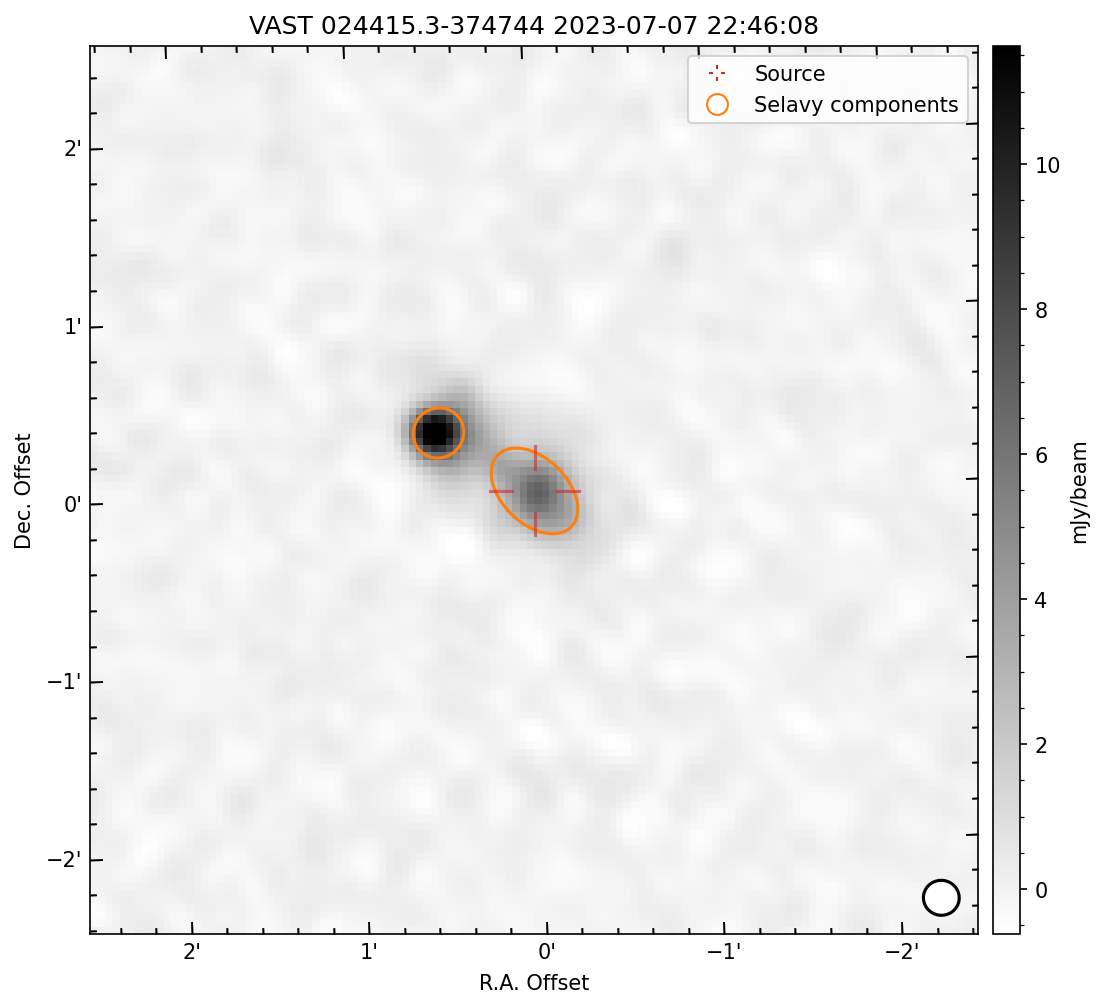 VAST 024415.3-374744 2023-07-07 22:46:08
Source
Selavy components
2'
1'
0'
−1'
−2'
Dec. Offset
2'
1'
0'
−1'
−2'
R.A. Offset
10
8
6
4
2
0
mJy/beam